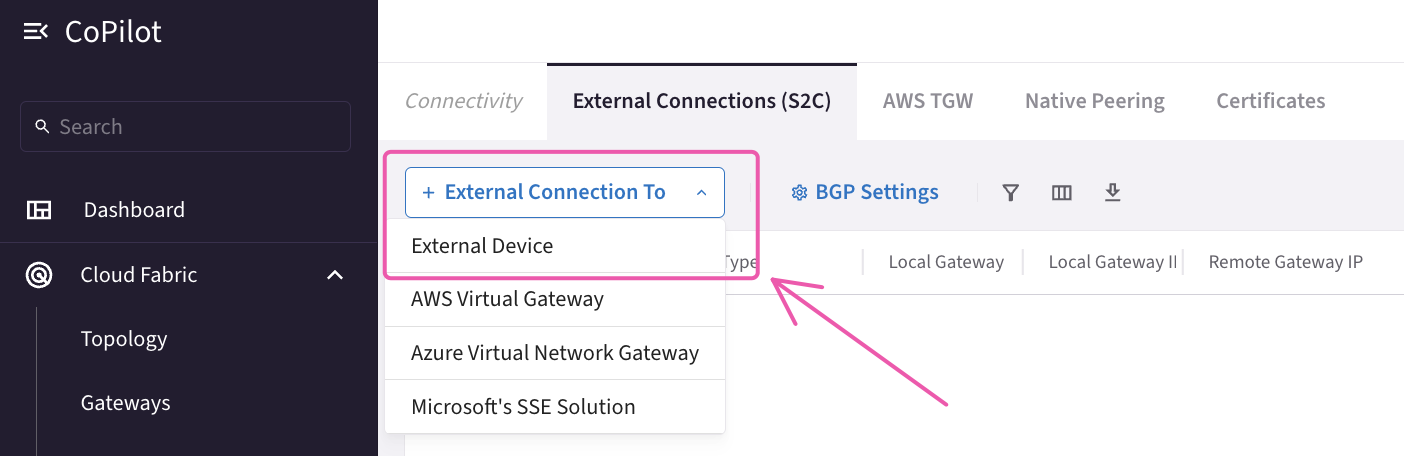 CoPilot
Search
Dashboard
Cloud Fabric
Topology
Gateways
Connectivity External Connections (S2C) AWS TGW Native Peering Certificates
+ External Connection To BGP Settings
External Device
Type Local Gateway Local Gateway Remote Gateway IP
AWS Virtual Gateway
Azure Virtual Network Gateway
Microsoft's SSE Solution